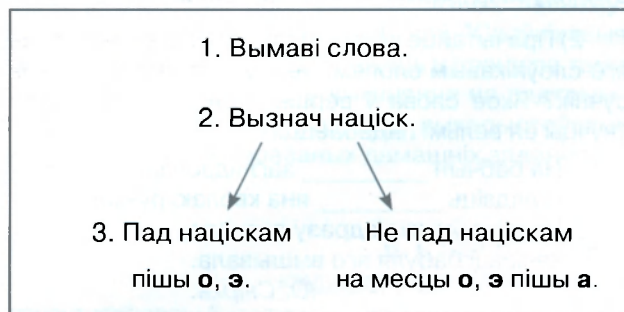 1. Вымаві слова.
2. Вызнач націск.
3. Пад націскам Не пад націскам
пішы о, э. на месцы о, э пішы а.